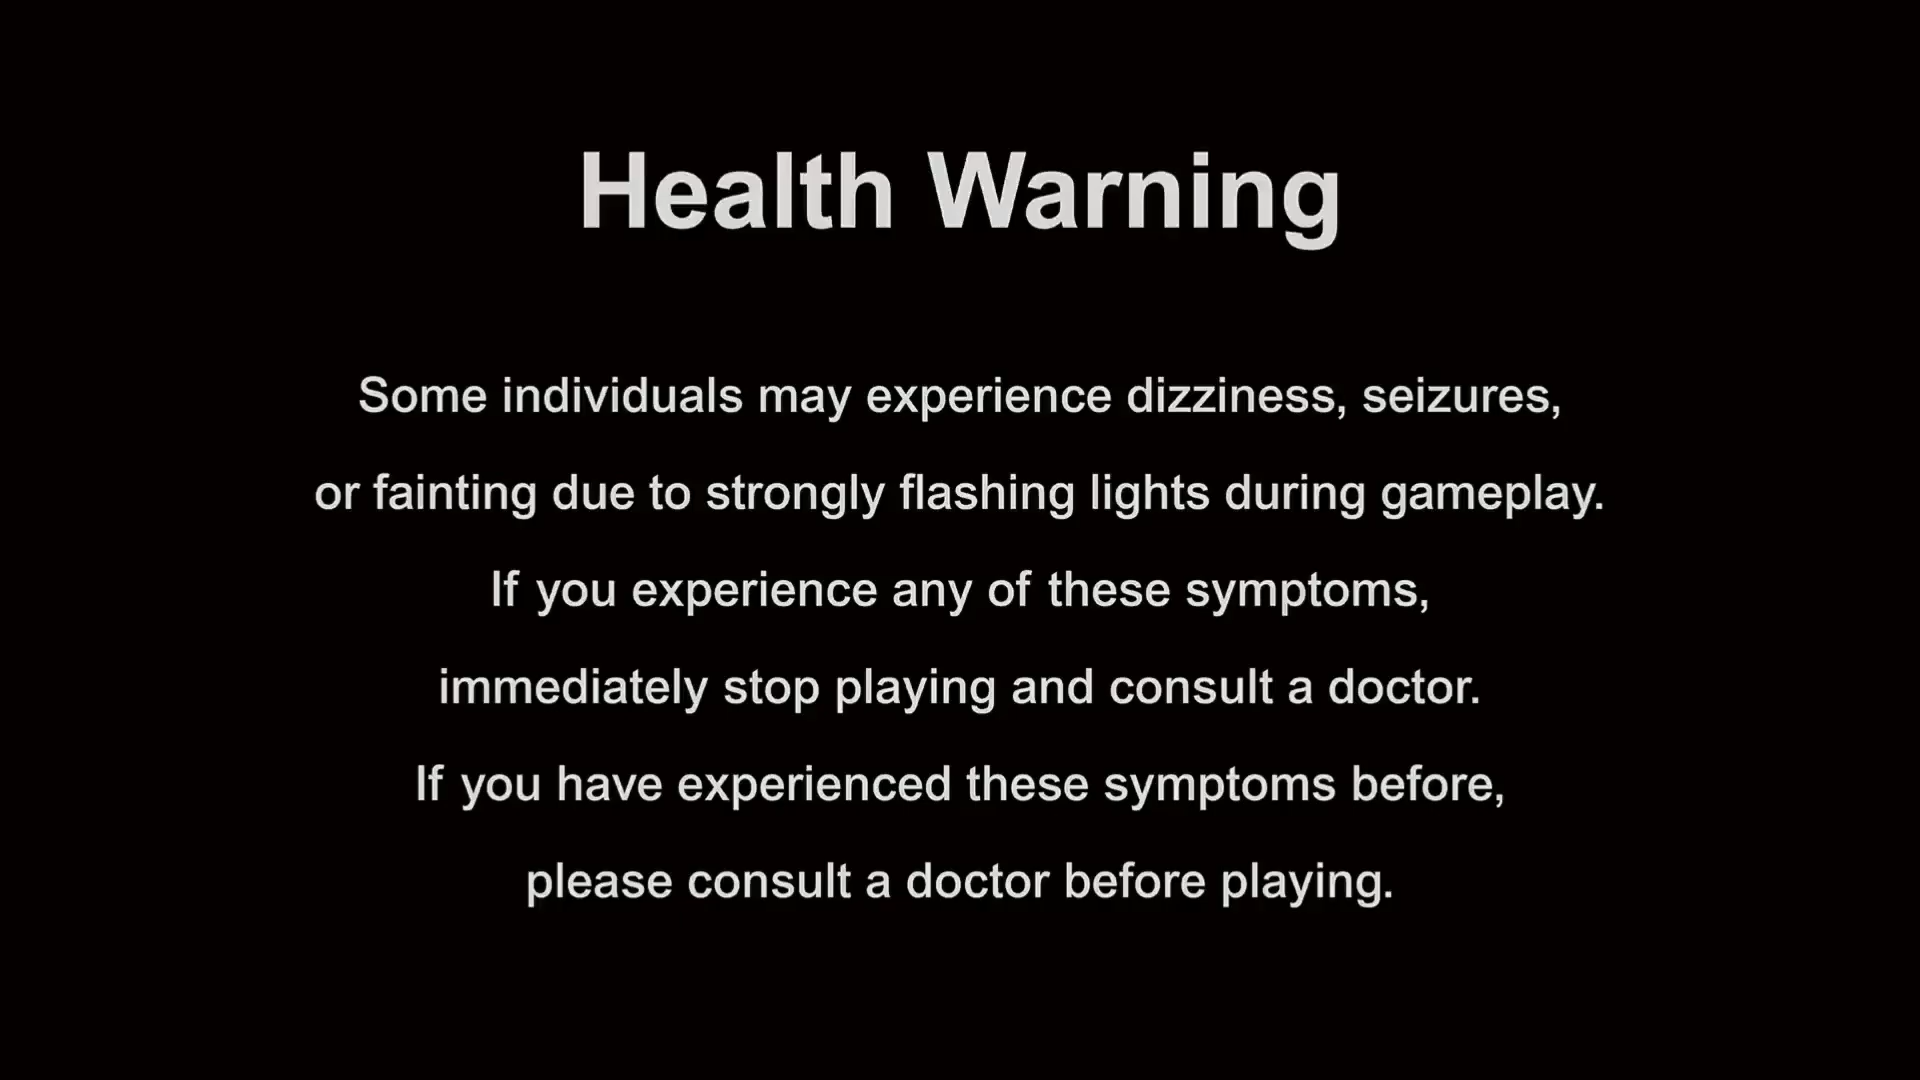 Health Warning
Some individuals may experience dizziness, seizures,
or fainting due to strongly flashing lights during gameplay.
If you experience any of these symptoms,
immediately stop playing and consult a doctor.
If you have experienced these symptoms before,
please consult a doctor before playing.